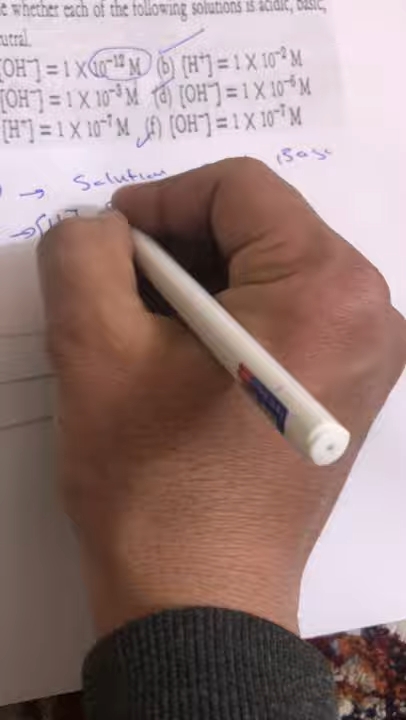 whether each of the following solutions is acidic, basic,
utral.
[OH⁻] = 1 X 10⁻¹² M (b) [H⁺] = 1 X 10⁻² M
[OH⁻] = 1 X 10⁻³ M (d) [OH⁻] = 1 X 10⁻⁶ M
[H⁺] = 1 X 10⁻⁷ M (f) [OH⁻] = 1 X 10⁻⁷ M
→ Solution Base
→